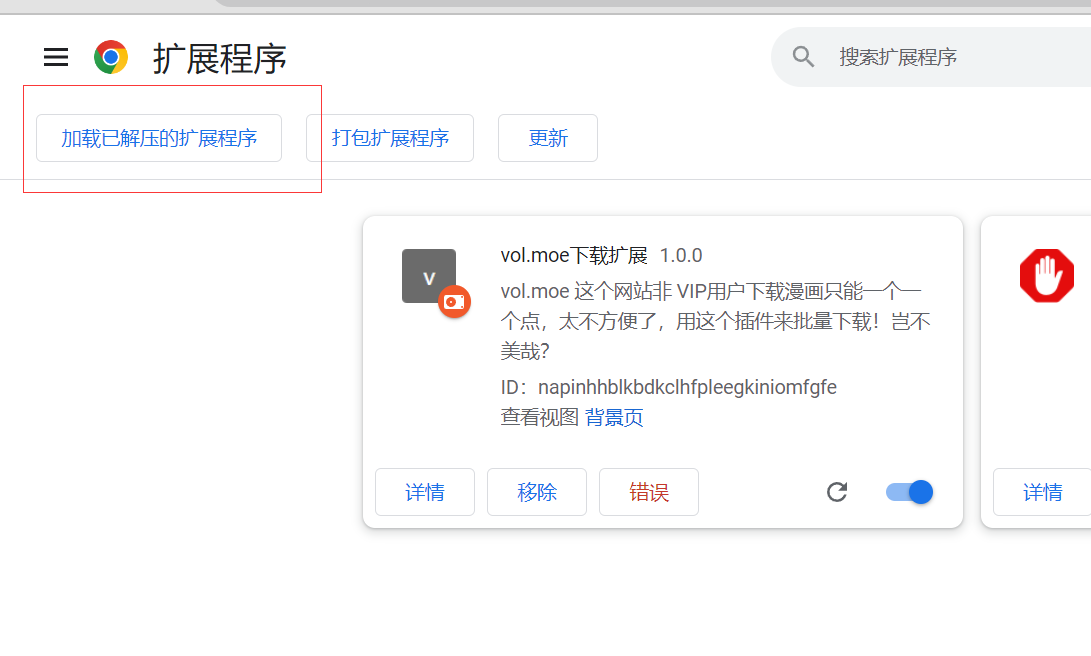 扩展程序
搜索扩展程序
加载已解压的扩展程序
打包扩展程序
更新
V
vol.moe下载扩展 1.0.0
vol.moe 这个网站非 VIP用户下载漫画只能一个一
个点，太不方便了，用这个插件来批量下载！岂不
美哉？
ID：napinhhblkbdkclhfpleegkiniomfgfe
查看视图 背景页
详情
移除
错误
详情